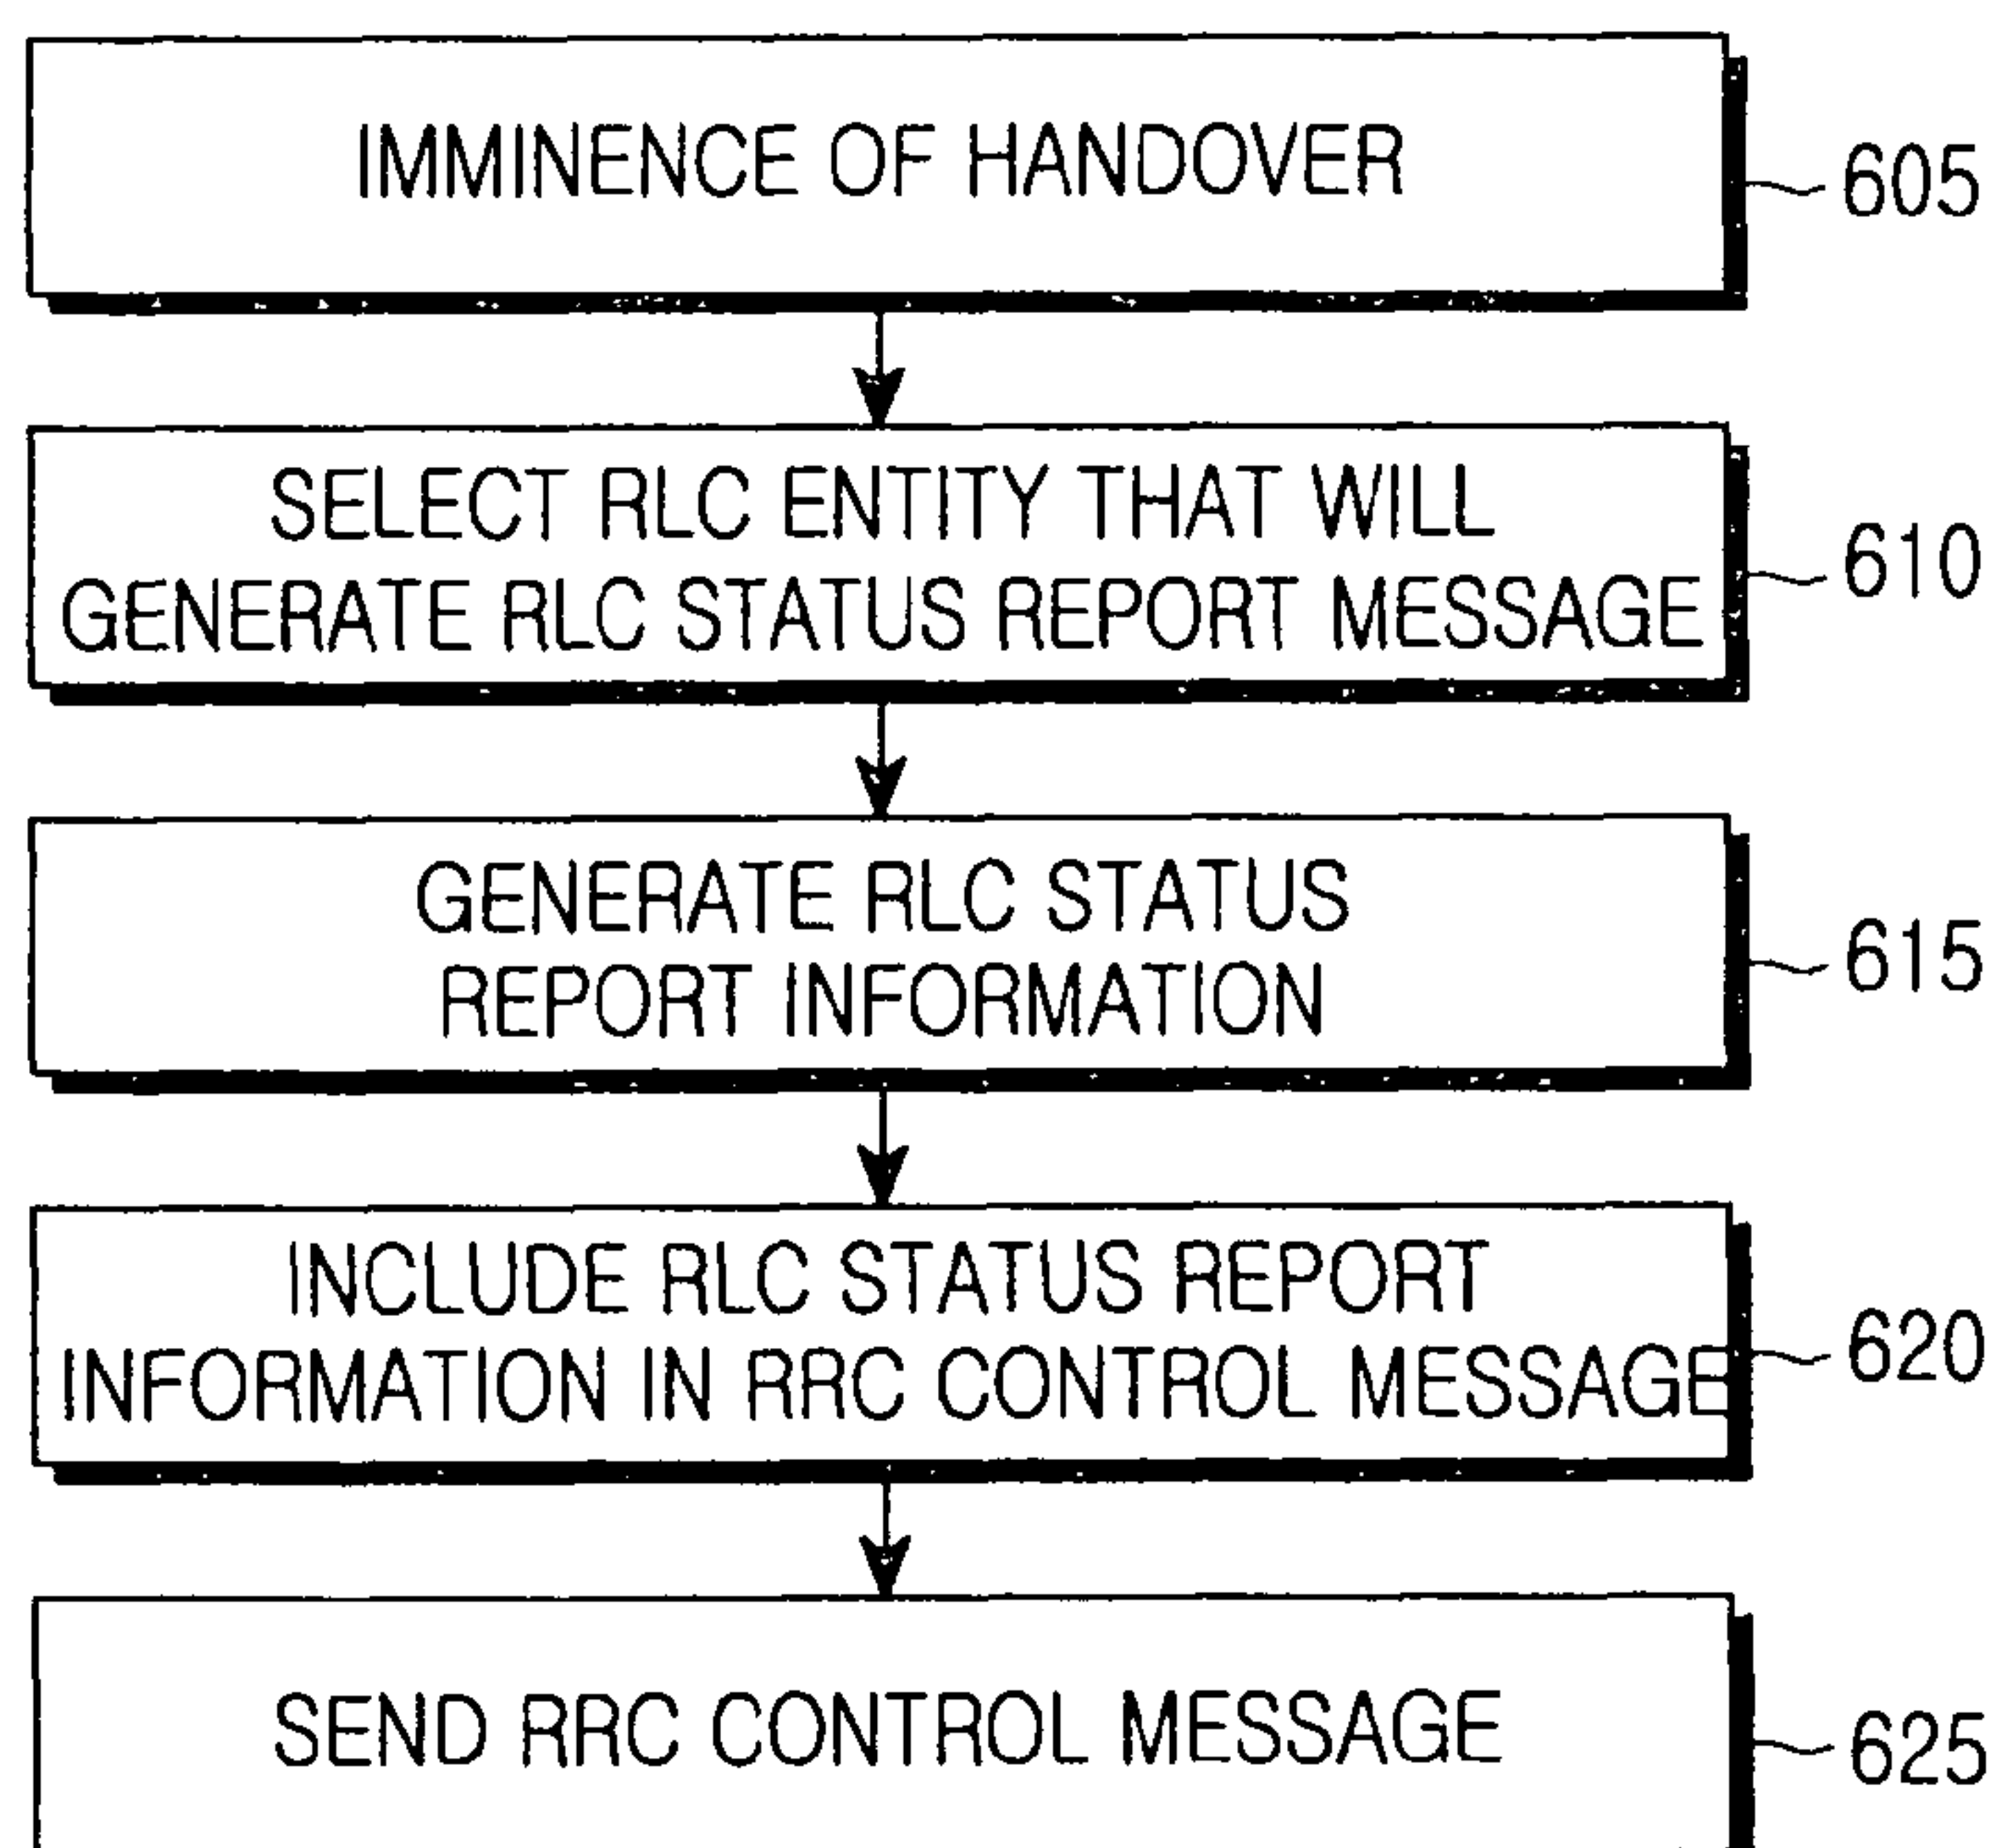 IMMINENCE OF HANDOVER
605
SELECT RLC ENTITY THAT WILL
GENERATE RLC STATUS REPORT MESSAGE
610
GENERATE RLC STATUS
REPORT INFORMATION
615
INCLUDE RLC STATUS REPORT
INFORMATION IN RRC CONTROL MESSAGE
620
SEND RRC CONTROL MESSAGE
625